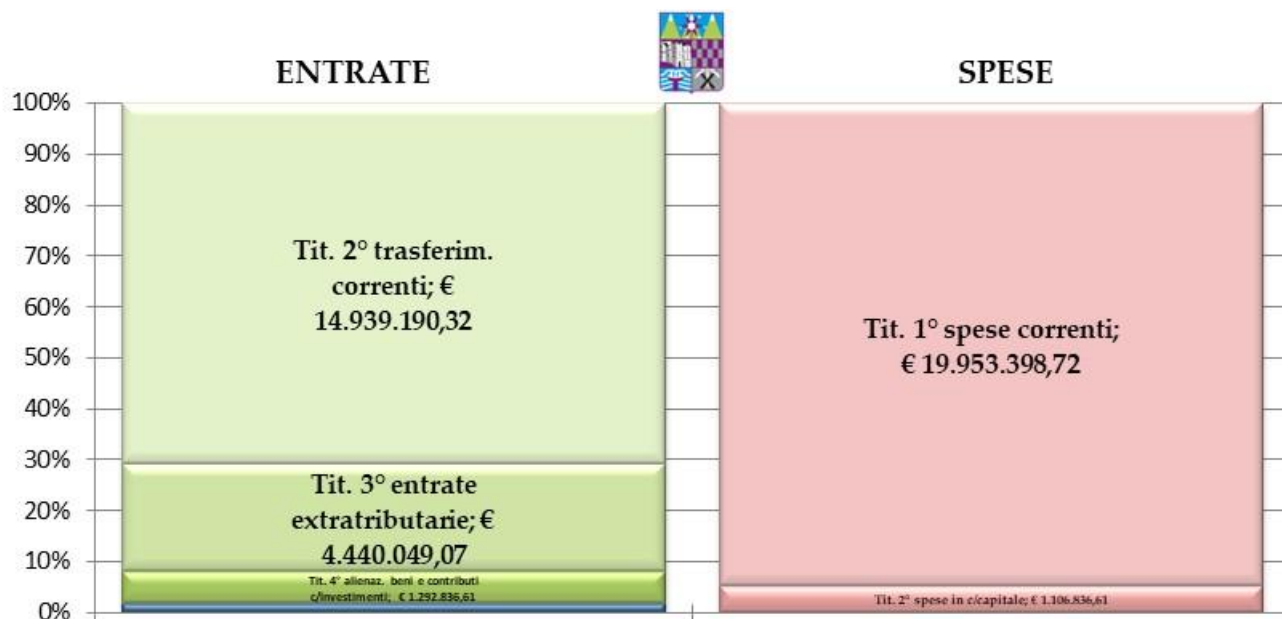 ENTRATE
SPESE
100%
90%
80%
70%
60%
50%
40%
30%
20%
10%
0%
Tit. 2° trasferim.
correnti; €
14.939.190,32
Tit. 3° entrate
extratributarie; €
4.440.049,07
Tit. 4° alienaz. beni e contributi
c/investimenti; € 1.292.836,61
Tit. 1° spese correnti;
€ 19.953.398,72
Tit. 2° spese in c/capitale; € 1.106.836,61